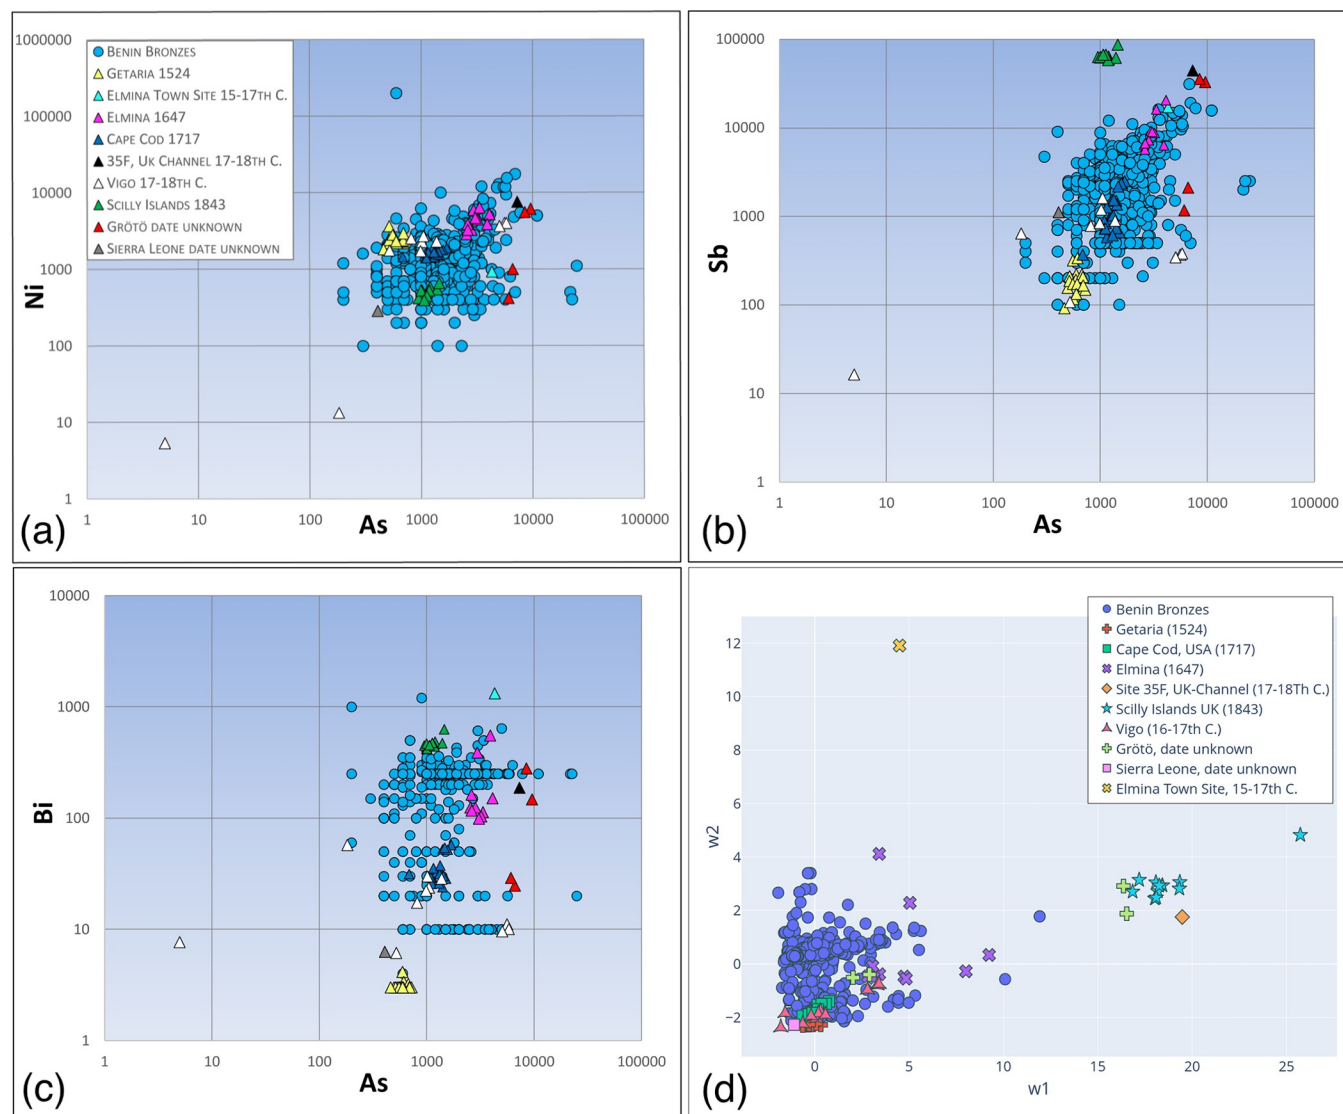 1000000
100000
10000
1000
100
10
1
Ni
1
10
100
1000
10000
100000
As
(a)
BENIN BRONZES
GETARIA 1524
ELMINA TOWN SITE 15-17TH C.
ELMINA 1647
CAPE COD 1717
35F, UK CHANNEL 17-18TH C.
VIGO 17-18TH C.
SCILLY ISLANDS 1843
GRÖTÖ DATE UNKNOWN
SIERRA LEONE DATE UNKNOWN
100000
10000
1000
100
10
1
Sb
1
10
100
1000
10000
100000
As
(b)
10000
1000
100
10
1
Bi
1
10
100
1000
10000
100000
As
(c)
Benin Bronzes
Getaria (1524)
Cape Cod, USA (1717)
Elmina (1647)
Site 35F, UK-Channel (17-18Th C.)
Scilly Islands UK (1843)
Vigo (16-17th C.)
Grötö, date unknown
Sierra Leone, date unknown
Elmina Town Site, 15-17th C.
12
10
8
6
4
2
0
−2
w2
0
5
10
15
20
25
w1
(d)